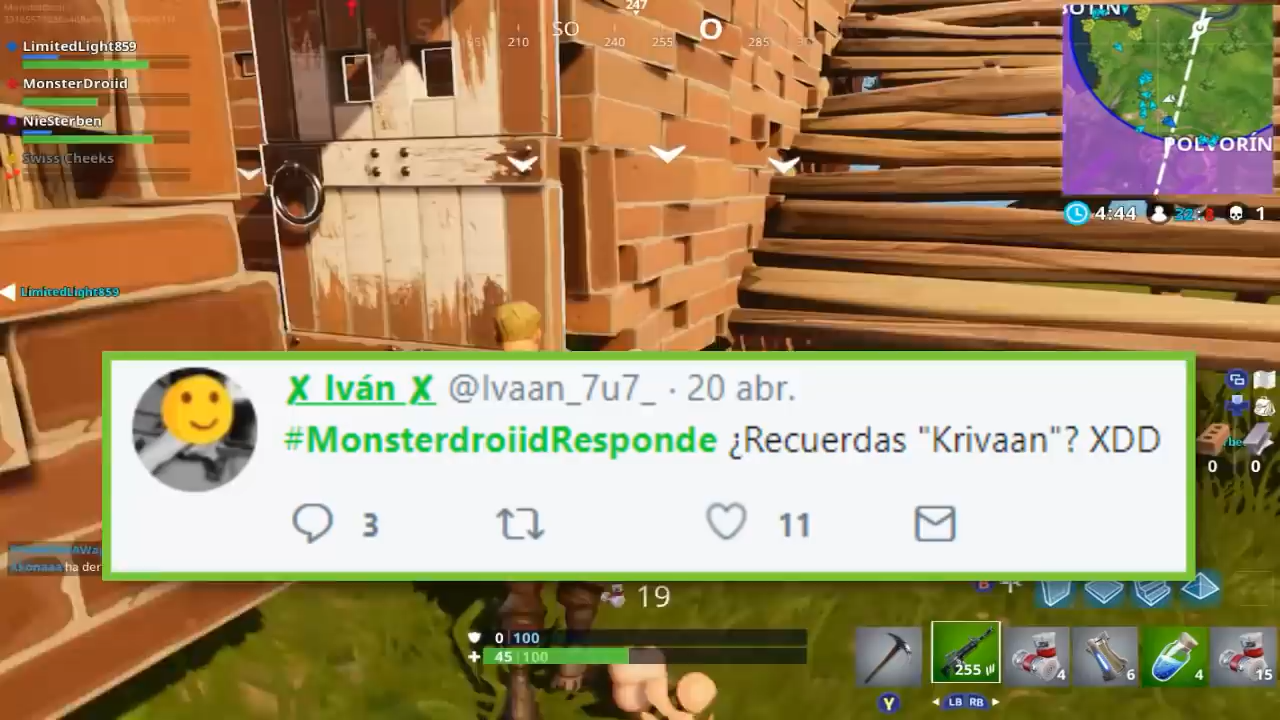 247
SO
O
210
240
255
285
LimitedLight859
MonsterDroiid
NieSterben
Swiss Cheeks
LimitedLight859
POLVORÍN
4:44
1
X Iván X @Ivaan_7u7_ · 20 abr.
#MonsterdroiidResponde ¿Recuerdas "Krivaan"? XDD
3
11
0 0
ha der
19
0 | 100
45 | 100
255
4
6
4
15
Y
LB RB